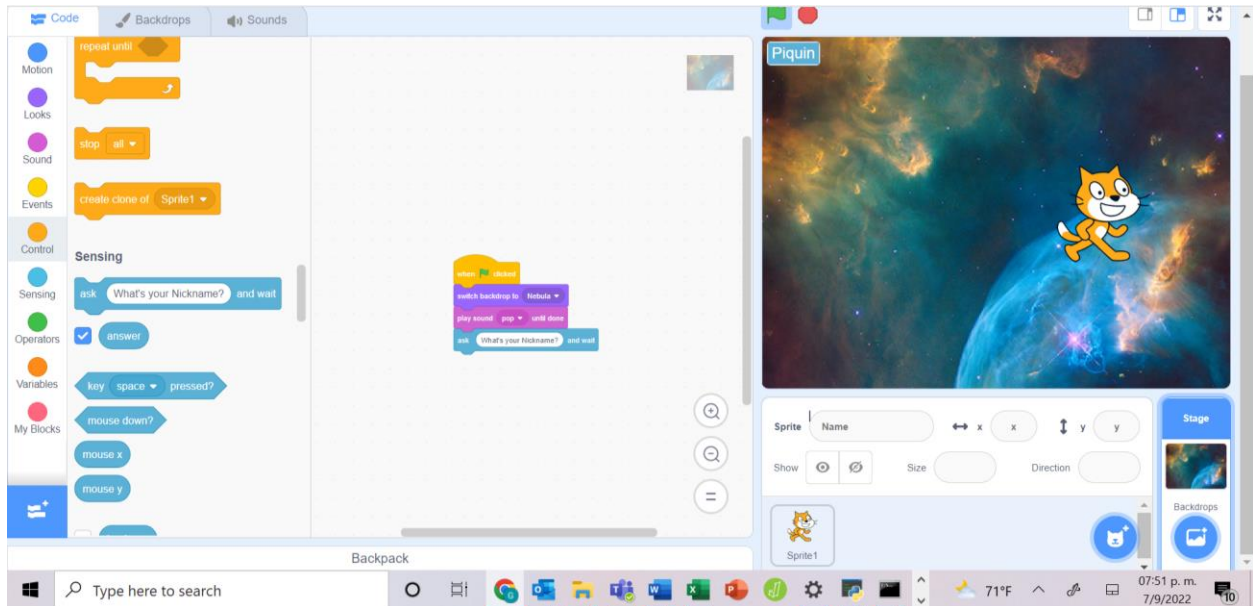 Code Backdrops Sounds
Motion
Looks
Sound
Events
Control
Sensing
Operators
Variables
My Blocks
repeat until
stop all
create clone of Sprite1
Sensing
ask What's your Nickname? and wait
answer
key space pressed?
mouse down?
mouse x
mouse y
when clicked
switch backdrop to Nebula
play sound pop until done
ask What's your Nickname? and wait
Backpack
Piquin
Sprite Name x x y y
Show Size Direction
Sprite1
Stage
Backdrops
Type here to search
71°F
07:51 p. m.
7/9/2022
10